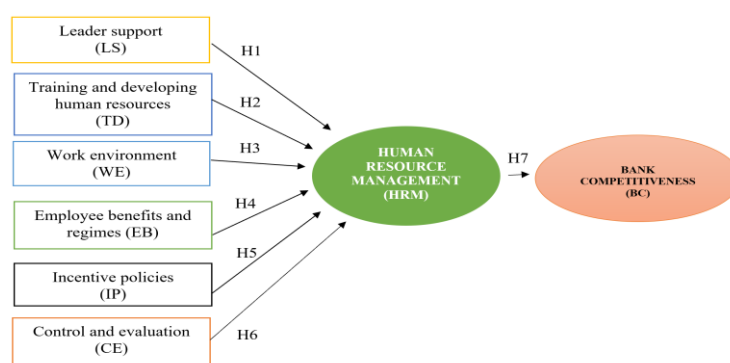 Leader support
(LS)
H1
Training and developing
human resources
(TD)
H2
Work environment
(WE)
H3
Employee benefits and
regimes (EB)
H4
Incentive policies
(IP)
H5
Control and evaluation
(CE)
H6
HUMAN
RESOURCE
MANAGEMENT
(HRM)
H7
BANK
COMPETITIVENESS
(BC)